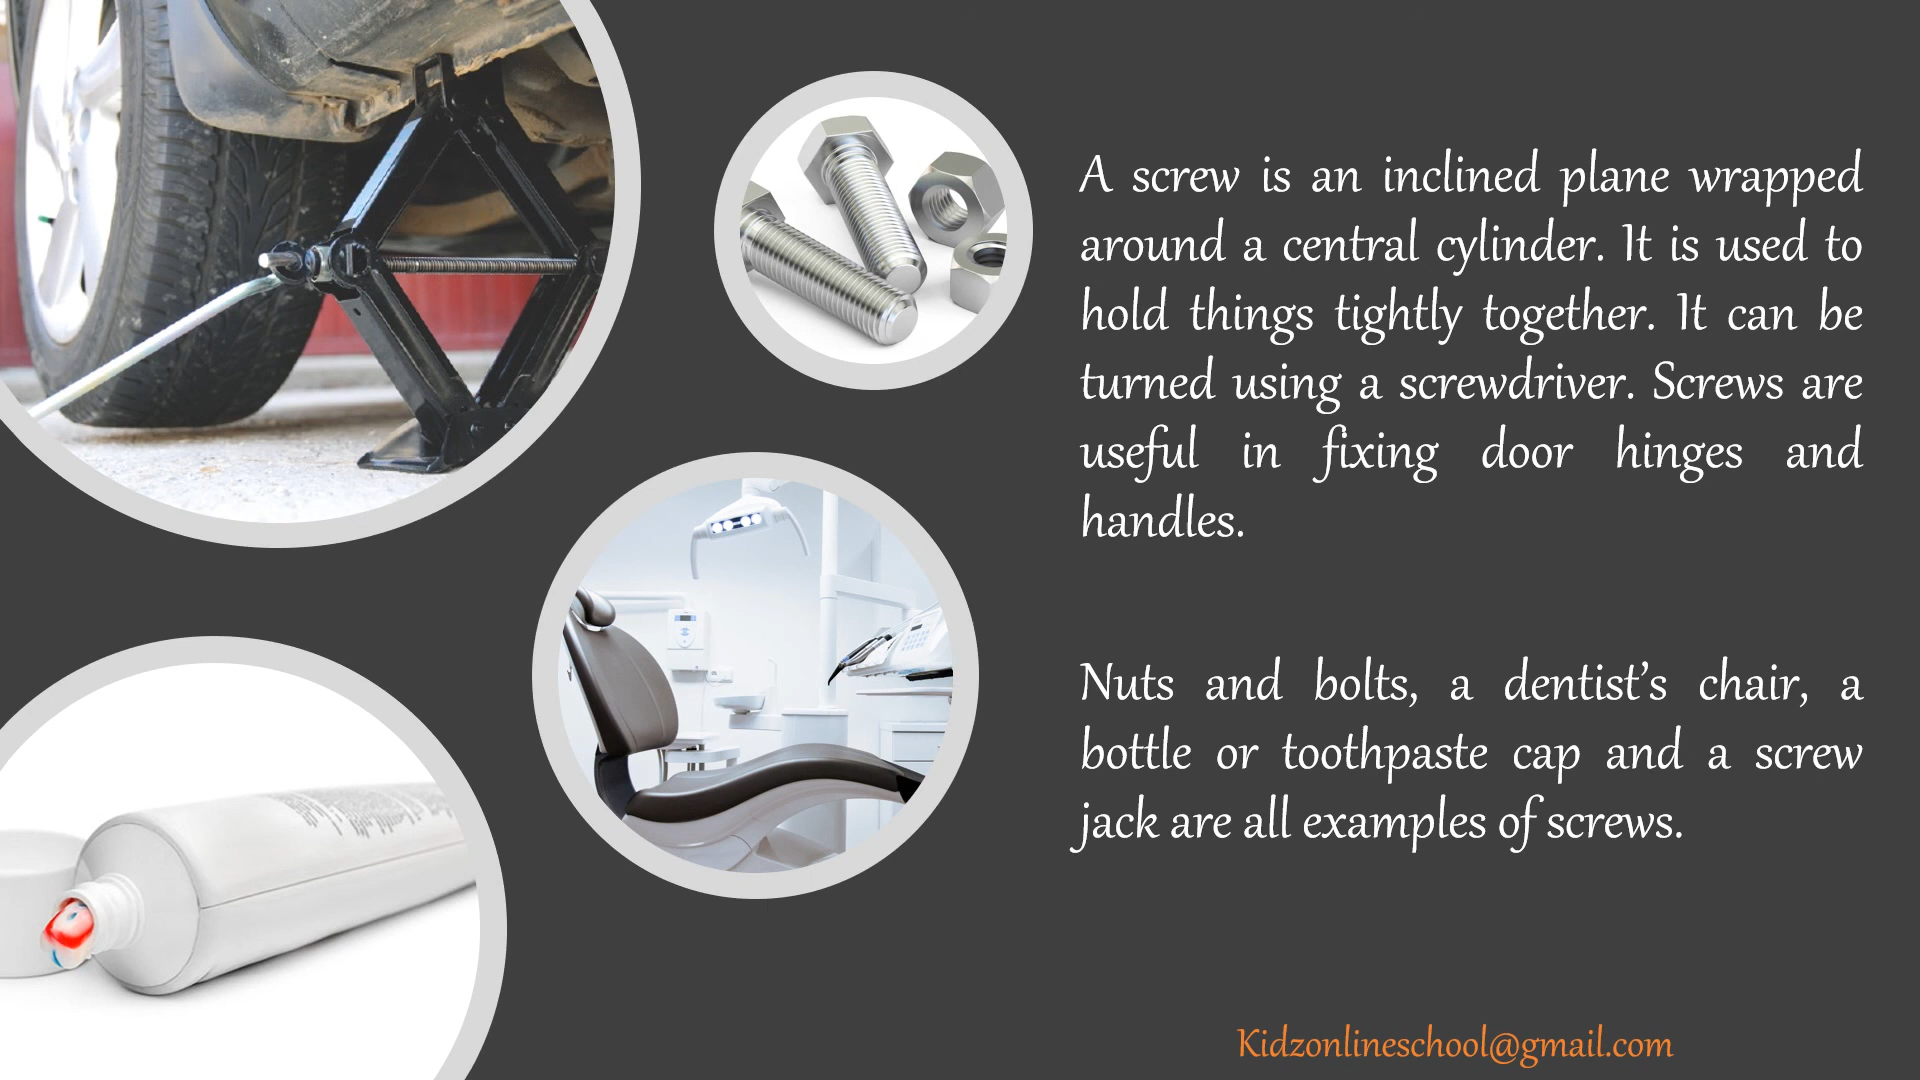 A screw is an inclined plane wrapped
around a central cylinder. It is used to
hold things tightly together. It can be
turned using a screwdriver. Screws are
useful in fixing door hinges and
handles.
Nuts and bolts, a dentist’s chair, a
bottle or toothpaste cap and a screw
jack are all examples of screws.
Kidzonlineschool@gmail.com